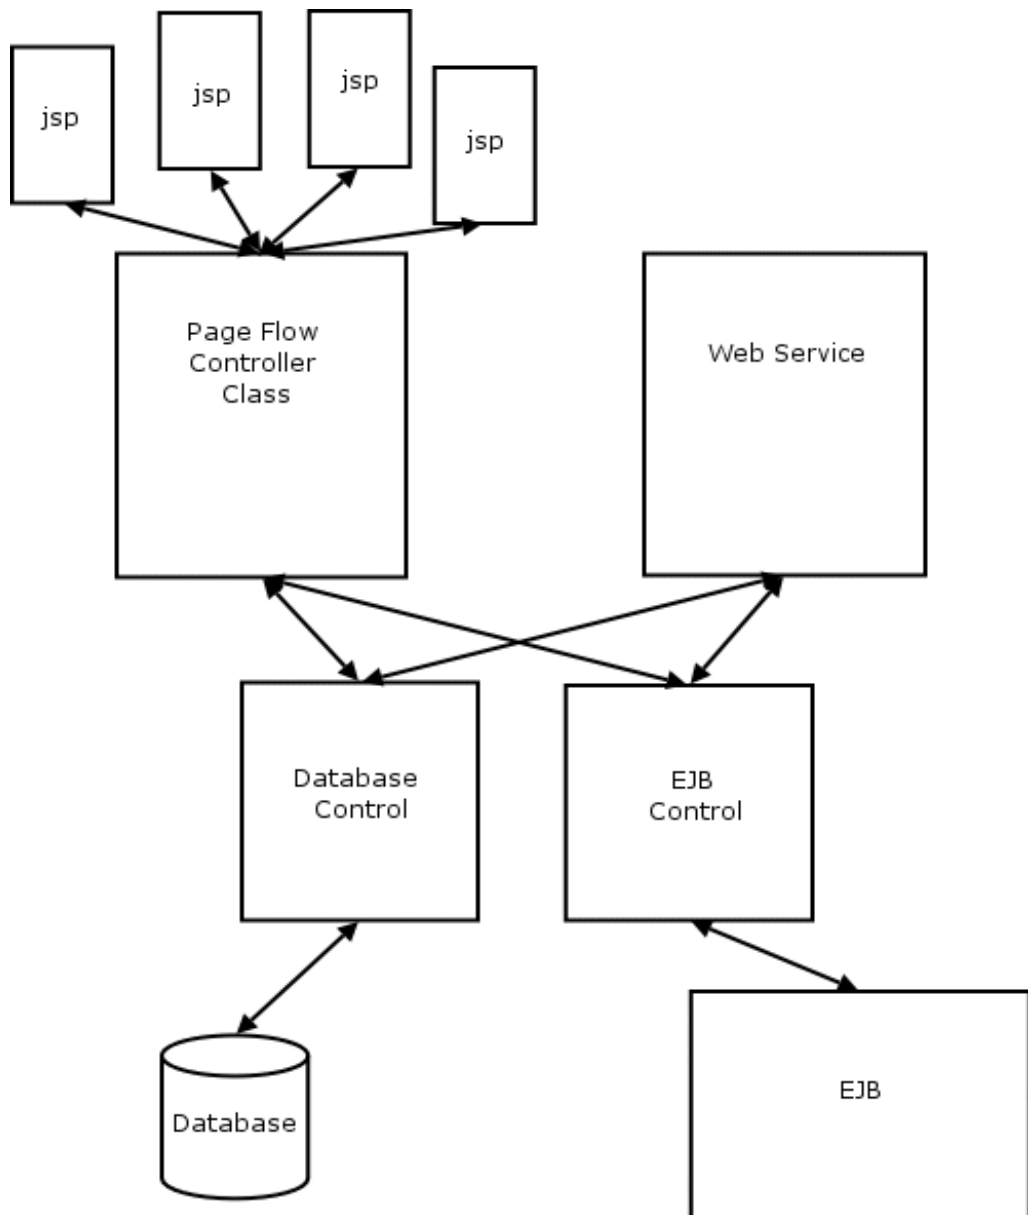 jsp
jsp
jsp
jsp
Page Flow
Controller
Class
Web Service
Database
Control
EJB
Control
Database
EJB